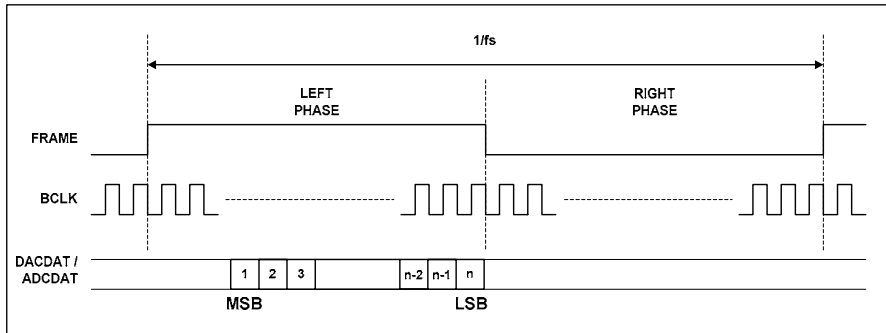 1/fs
LEFT
PHASE
RIGHT
PHASE
FRAME
BCLK
DACDAT /
ADCDAT
1 2 3 n-2 n-1 n
MSB LSB